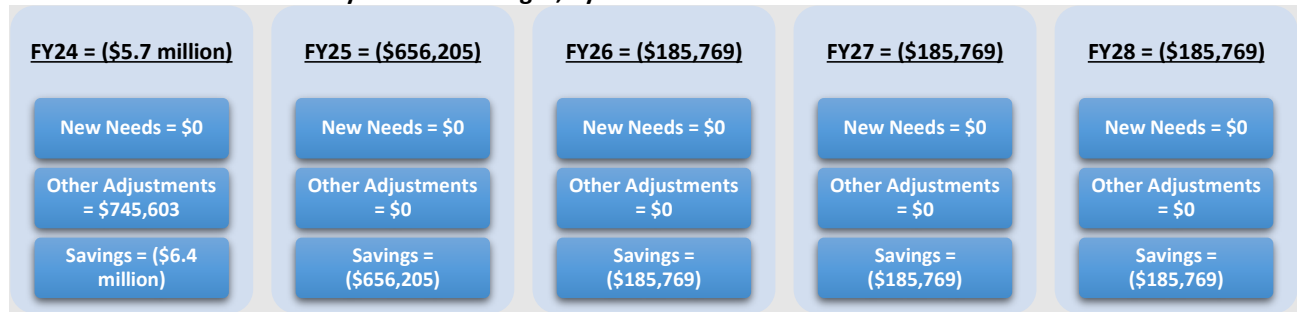 FY24 = ($5.7 million)
New Needs = $0
Other Adjustments
= $745,603
Savings = ($6.4
million)
FY25 = ($656,205)
New Needs = $0
Other Adjustments
= $0
Savings =
($656,205)
FY26 = ($185,769)
New Needs = $0
Other Adjustments
= $0
Savings =
($185,769)
FY27 = ($185,769)
New Needs = $0
Other Adjustments
= $0
Savings =
($185,769)
FY28 = ($185,769)
New Needs = $0
Other Adjustments
= $0
Savings =
($185,769)